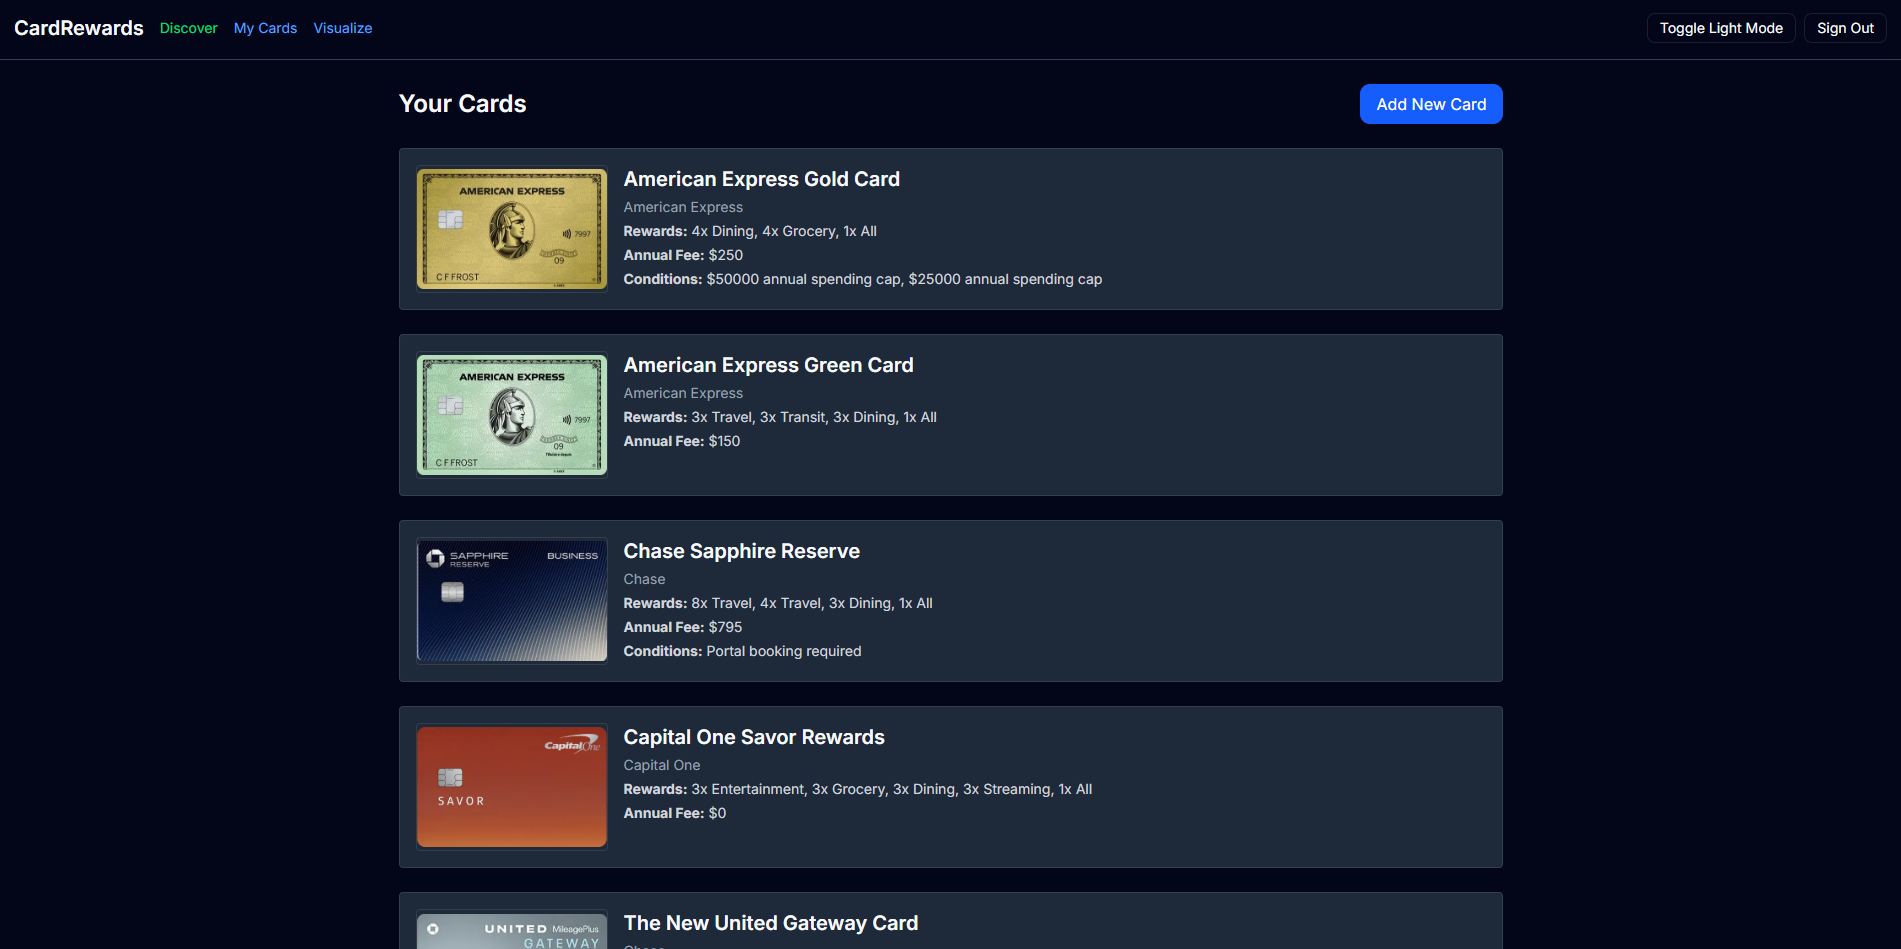 CardRewards Discover My Cards Visualize Toggle Light Mode Sign Out
Your Cards Add New Card
AMERICAN EXPRESS
7997
09
C F FROST
American Express Gold Card
American Express
Rewards: 4x Dining, 4x Grocery, 1x All
Annual Fee: $250
Conditions: $50000 annual spending cap, $25000 annual spending cap
AMERICAN EXPRESS
7997
09
C F FROST
American Express Green Card
American Express
Rewards: 3x Travel, 3x Transit, 3x Dining, 1x All
Annual Fee: $150
SAPPHIRE BUSINESS
RESERVE
Chase Sapphire Reserve
Chase
Rewards: 8x Travel, 4x Travel, 3x Dining, 1x All
Annual Fee: $795
Conditions: Portal booking required
Capital One
SAVOR
Capital One Savor Rewards
Capital One
Rewards: 3x Entertainment, 3x Grocery, 3x Dining, 3x Streaming, 1x All
Annual Fee: $0
UNITED MileagePlus
GATEWAY
The New United Gateway Card